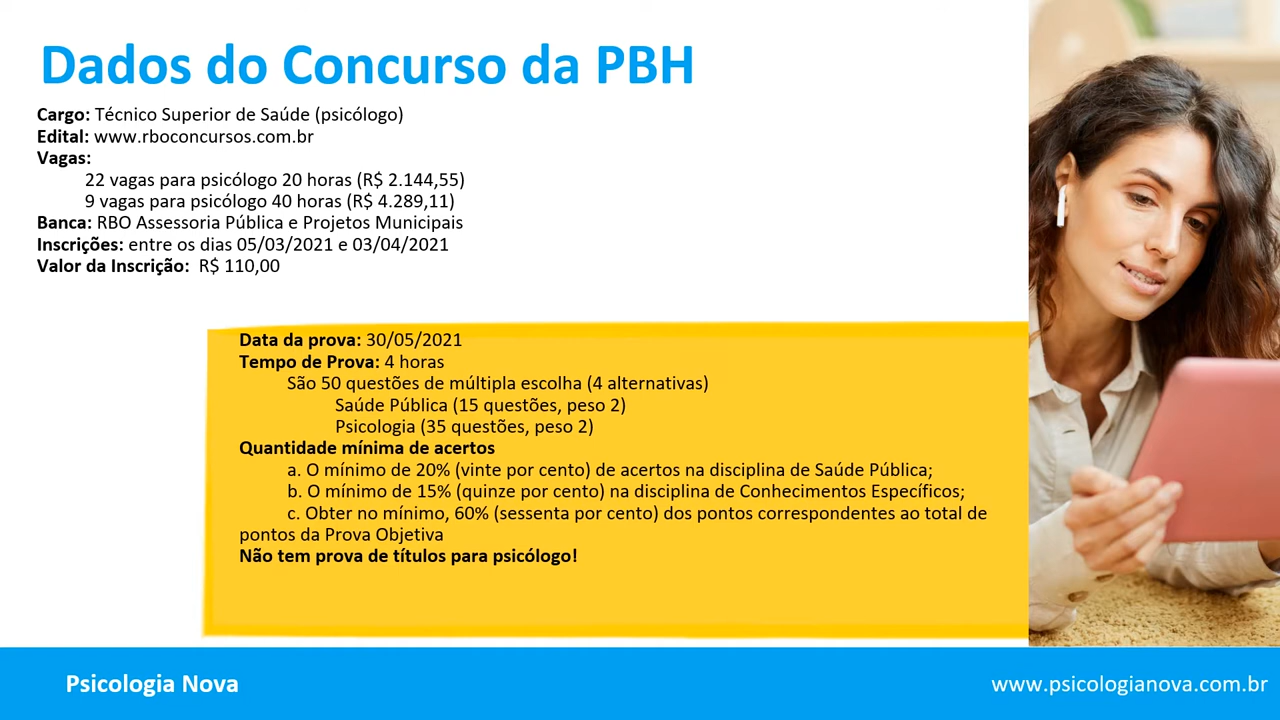 Dados do Concurso da PBH
Cargo: Técnico Superior de Saúde (psicólogo)
Edital: www.rboconcursos.com.br
Vagas:
22 vagas para psicólogo 20 horas (R$ 2.144,55)
9 vagas para psicólogo 40 horas (R$ 4.289,11)
Banca: RBO Assessoria Pública e Projetos Municipais
Inscrições: entre os dias 05/03/2021 e 03/04/2021
Valor da Inscrição: R$ 110,00
Data da prova: 30/05/2021
Tempo de Prova: 4 horas
São 50 questões de múltipla escolha (4 alternativas)
Saúde Pública (15 questões, peso 2)
Psicologia (35 questões, peso 2)
Quantidade mínima de acertos
a. O mínimo de 20% (vinte por cento) de acertos na disciplina de Saúde Pública;
b. O mínimo de 15% (quinze por cento) na disciplina de Conhecimentos Específicos;
c. Obter no mínimo, 60% (sessenta por cento) dos pontos correspondentes ao total de
pontos da Prova Objetiva
Não tem prova de títulos para psicólogo!
Psicologia Nova
www.psicologianova.com.br